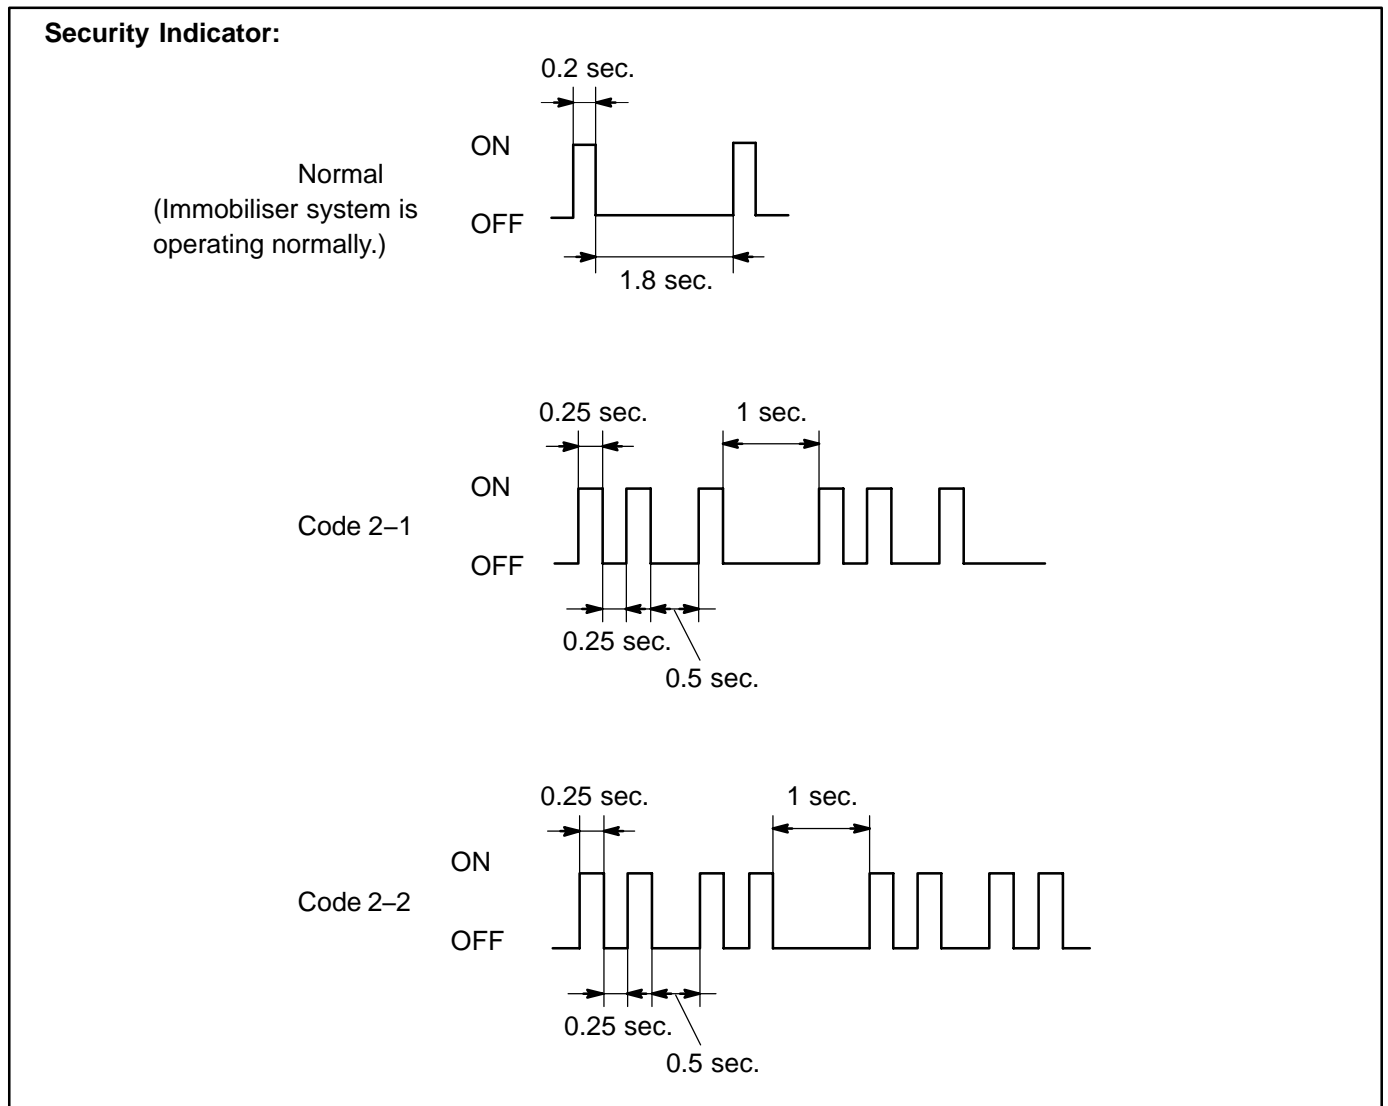 Security Indicator:
0.2 sec.
ON
Normal
(Immobiliser system is
operating normally.)
OFF
1.8 sec.
0.25 sec.
1 sec.
ON
Code 2–1
OFF
0.25 sec.
0.5 sec.
0.25 sec.
1 sec.
ON
Code 2–2
OFF
0.25 sec.
0.5 sec.